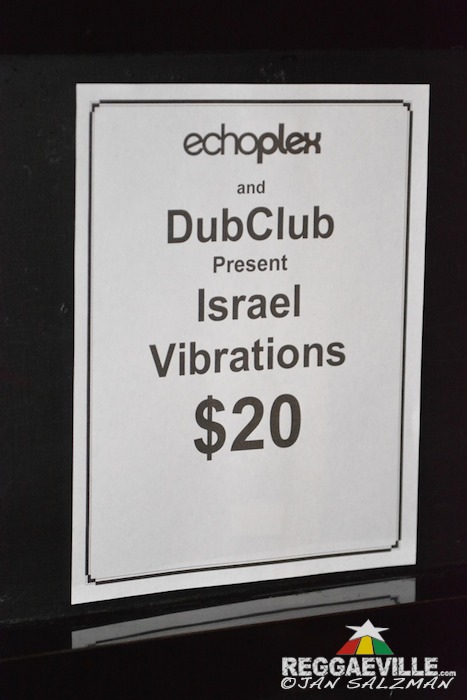 echoplex
and
DubClub
Present
Israel
Vibrations
$20
REGGAEVILLE.com
©JAN SALZMAN